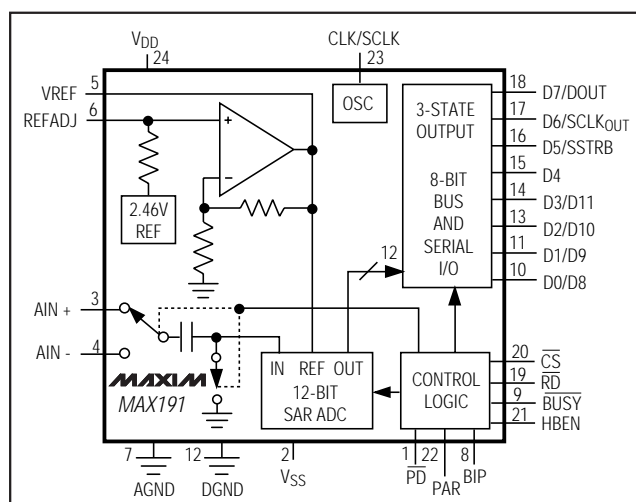 VDD
24
CLK/SCLK
23
VREF
5
REFADJ
6
OSC
3-STATE
OUTPUT
8-BIT
BUS
AND
SERIAL
I/O
18 D7/DOUT
17 D6/SCLKOUT
16 D5/SSTRB
15 D4
14 D3/D11
13 D2/D10
11 D1/D9
10 D0/D8
+
−
2.46V
REF
12
AIN + 3
AIN - 4
MAXIM
MAX191
IN REF OUT
12-BIT
SAR ADC
CONTROL
LOGIC
20 CS
19 RD
9 BUSY
21 HBEN
7
AGND
12
DGND
2
VSS
1
PD
22
PAR
8
BIP